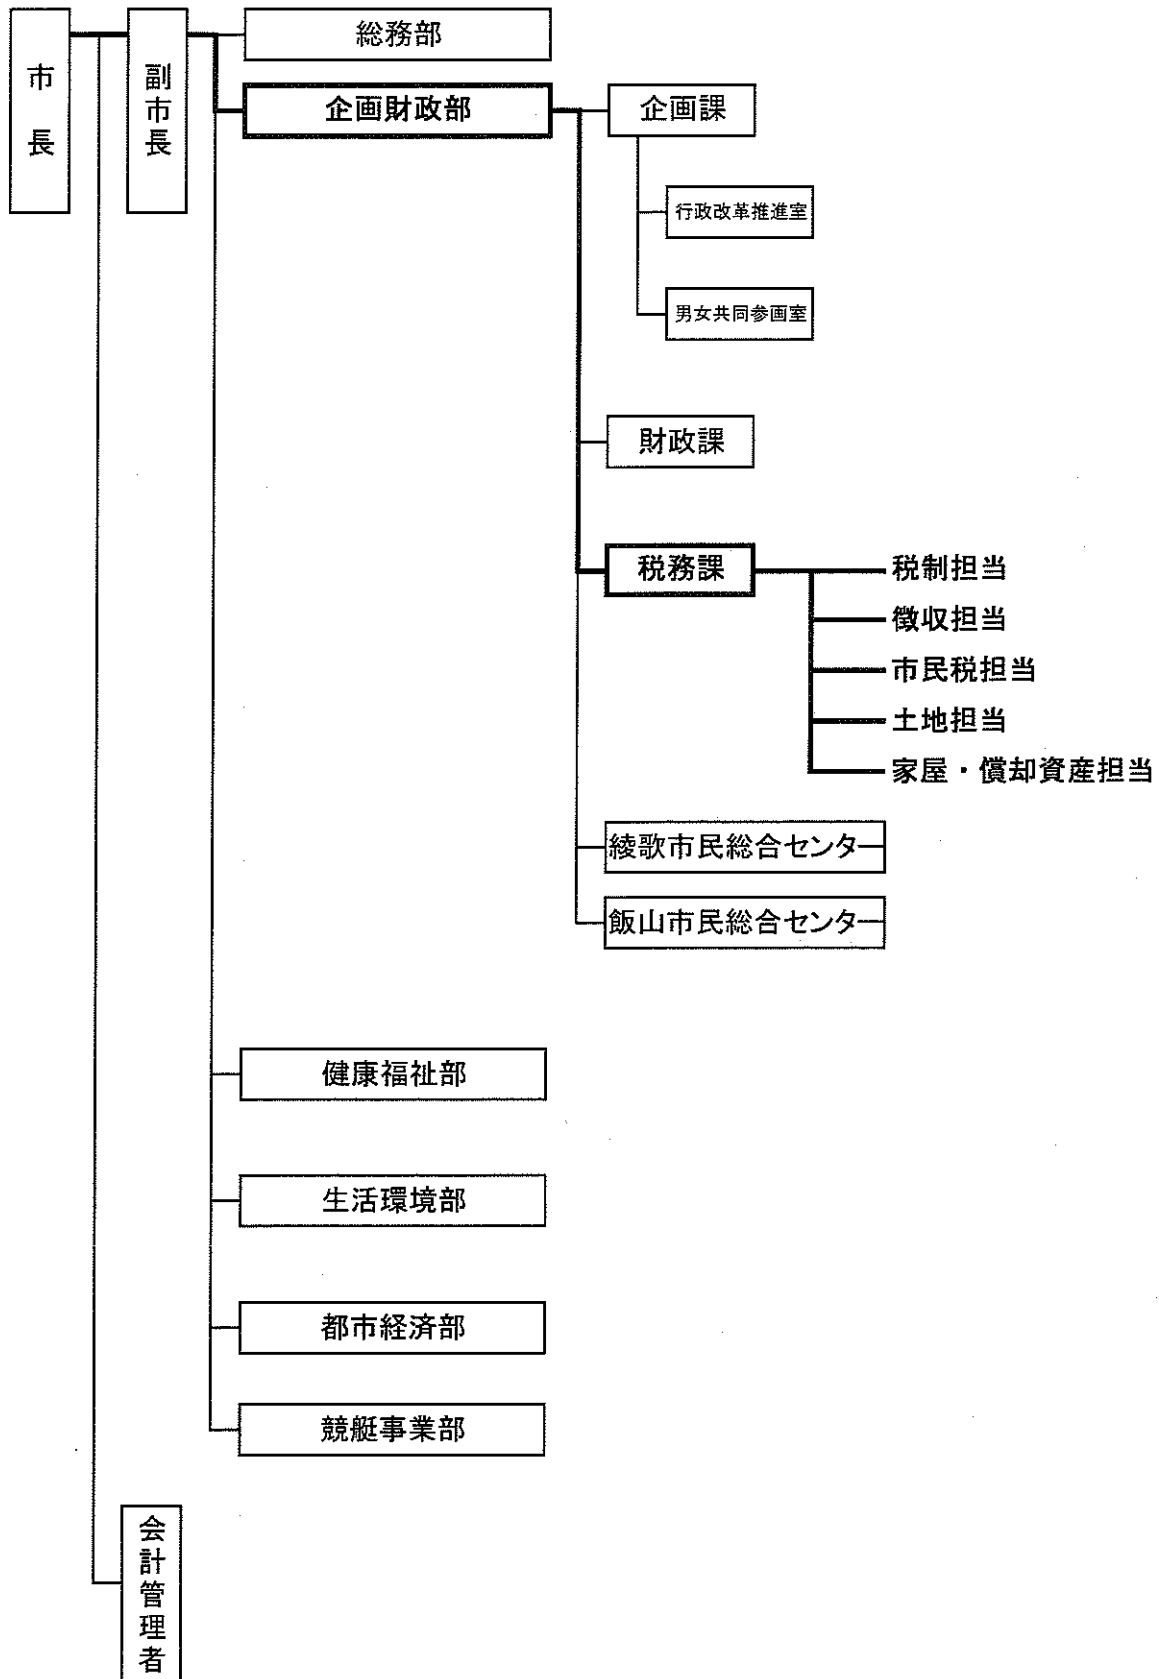 市長
副市長
総務部
企画財政部
企画課
行政改革推進室
男女共同参画室
財政課
税務課
税制担当
徴収担当
市民税担当
土地担当
家屋・償却資産担当
綾歌市民総合センター
飯山市民総合センター
健康福祉部
生活環境部
都市経済部
競艇事業部
会計管理者